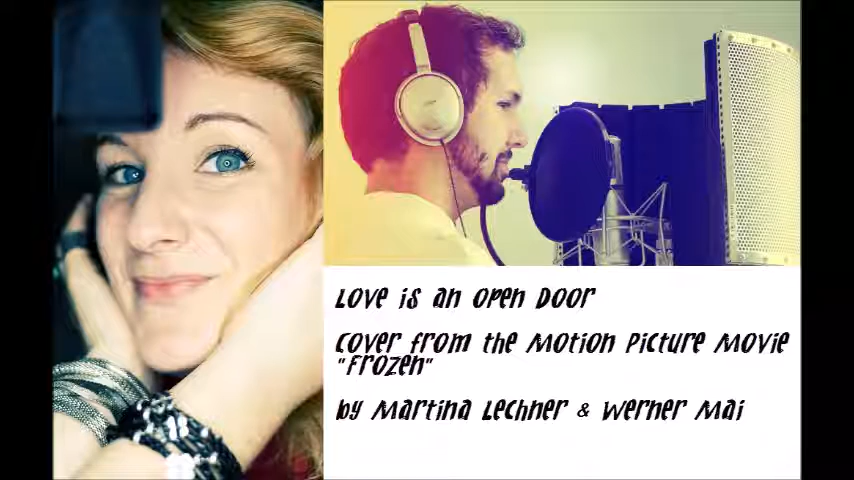 Love is an open Door
Cover from the Motion Picture Movie
"Frozen"
by Martina Lechner & Werner Mai